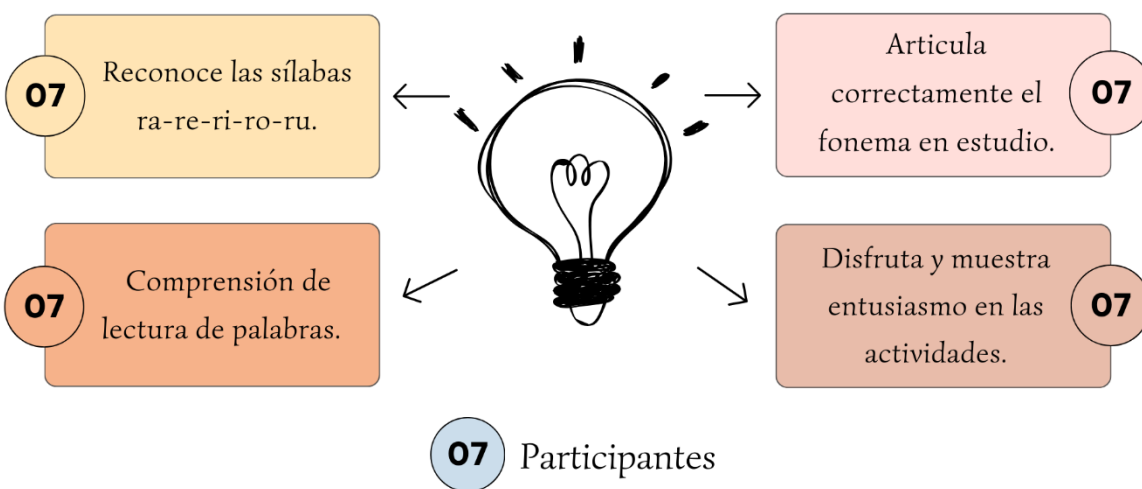 07
Reconoce las sílabas
ra-re-ri-ro-ru.
Articula
correctamente el
fonema en estudio.
07
07
Comprensión de
lectura de palabras.
Disfruta y muestra
entusiasmo en las
actividades.
07
07 Participantes